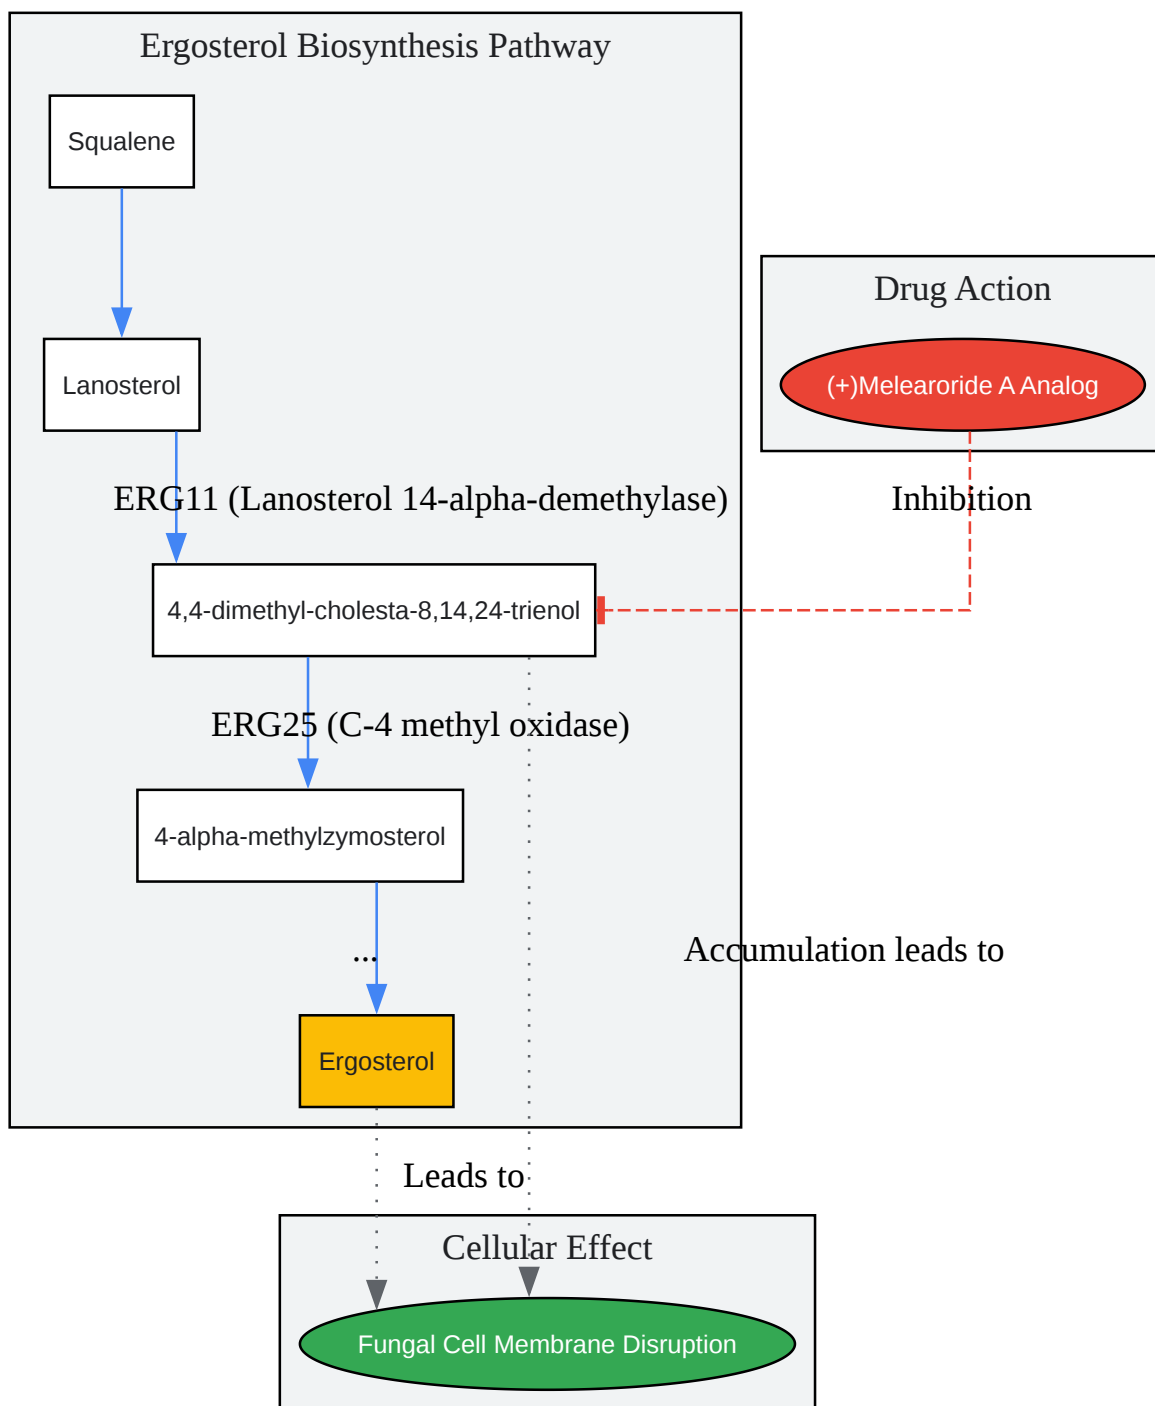 Ergosterol Biosynthesis Pathway
Squalene
Drug Action
Lanosterol
(+)Melearoride A Analog
ERG11 (Lanosterol 14-alpha-demethylase)
Inhibition
4,4-dimethyl-cholesta-8,14,24-trienol
ERG25 (C-4 methyl oxidase)
4-alpha-methylzymosterol
...
Accumulation leads to
Ergosterol
Leads to
Cellular Effect
Fungal Cell Membrane Disruption